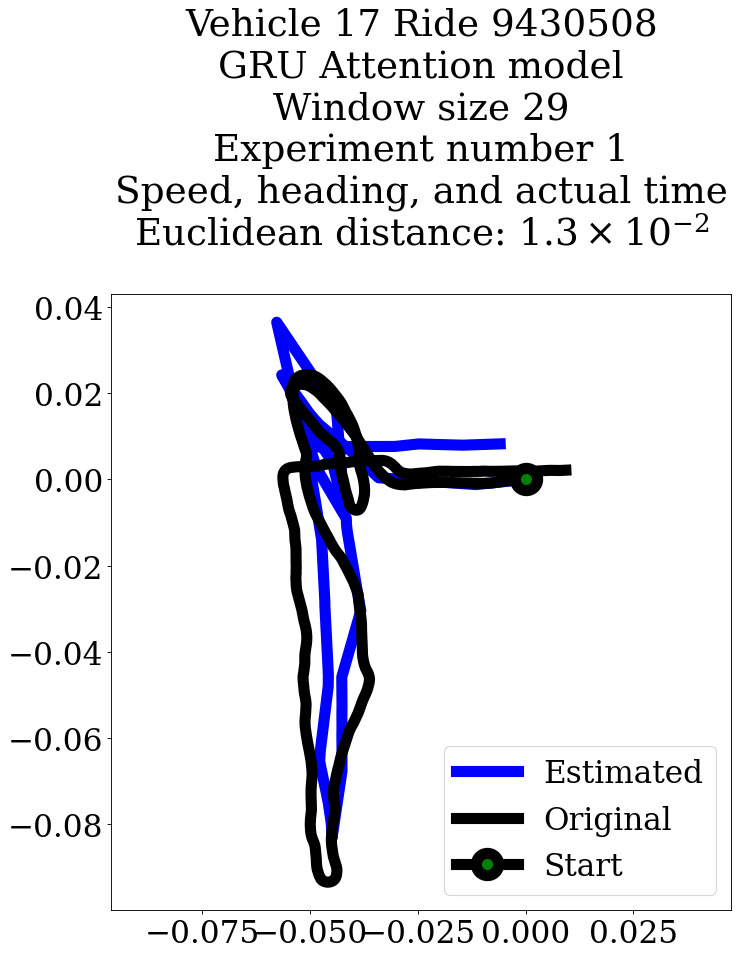 Vehicle 17 Ride 9430508
GRU Attention model
Window size 29
Experiment number 1
Speed, heading, and actual time
Euclidean distance: 1.3 × 10⁻²
0.04
0.02
0.00
−0.02
−0.04
−0.06
−0.08
Estimated
Original
Start
−0.075 −0.050 −0.025 0.000 0.025